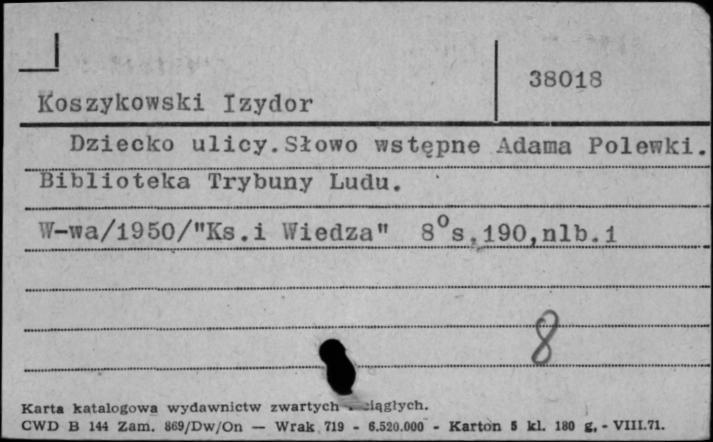 38018
Koszykowski Izydor
Dziecko ulicy.Słowo wstępne Adama Polewki.
Biblioteka Trybuny Ludu.
W-wa/1950/"Ks.i Wiedza" 8°s.190,nlb.1
8
Karta katalogowa wydawnictw zwartych ciągłych.
CWD B 144 Zam. 869/Dw/On — Wrak 719 - 6.520.000 - Karton 5 kl. 180 g, - VIII.71.